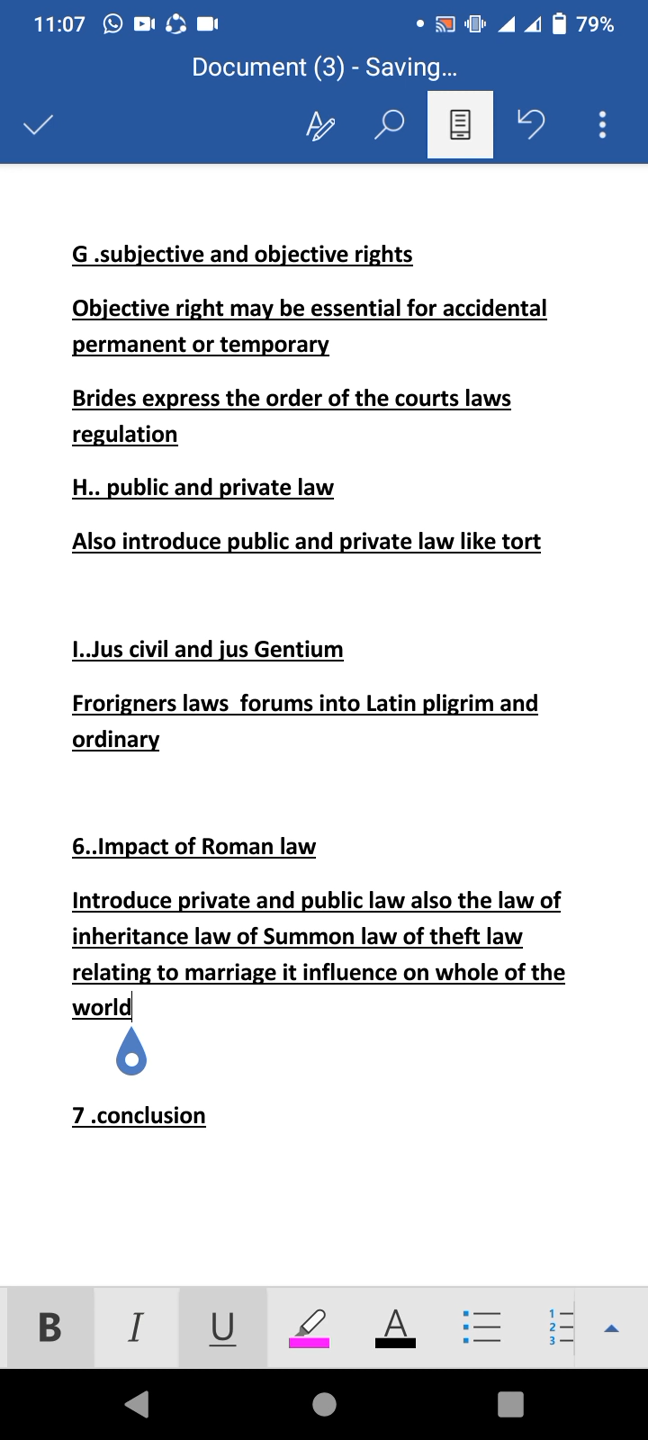 11:07
79%
Document (3) - Saving...
G .subjective and objective rights
Objective right may be essential for accidental
permanent or temporary
Brides express the order of the courts laws
regulation
H.. public and private law
Also introduce public and private law like tort
I..Jus civil and jus Gentium
Frorigners laws  forums into Latin pligrim and
ordinary
6..Impact of Roman law
Introduce private and public law also the law of
inheritance law of Summon law of theft law
relating to marriage it influence on whole of the
world
7 .conclusion
B I U A 1 2 3